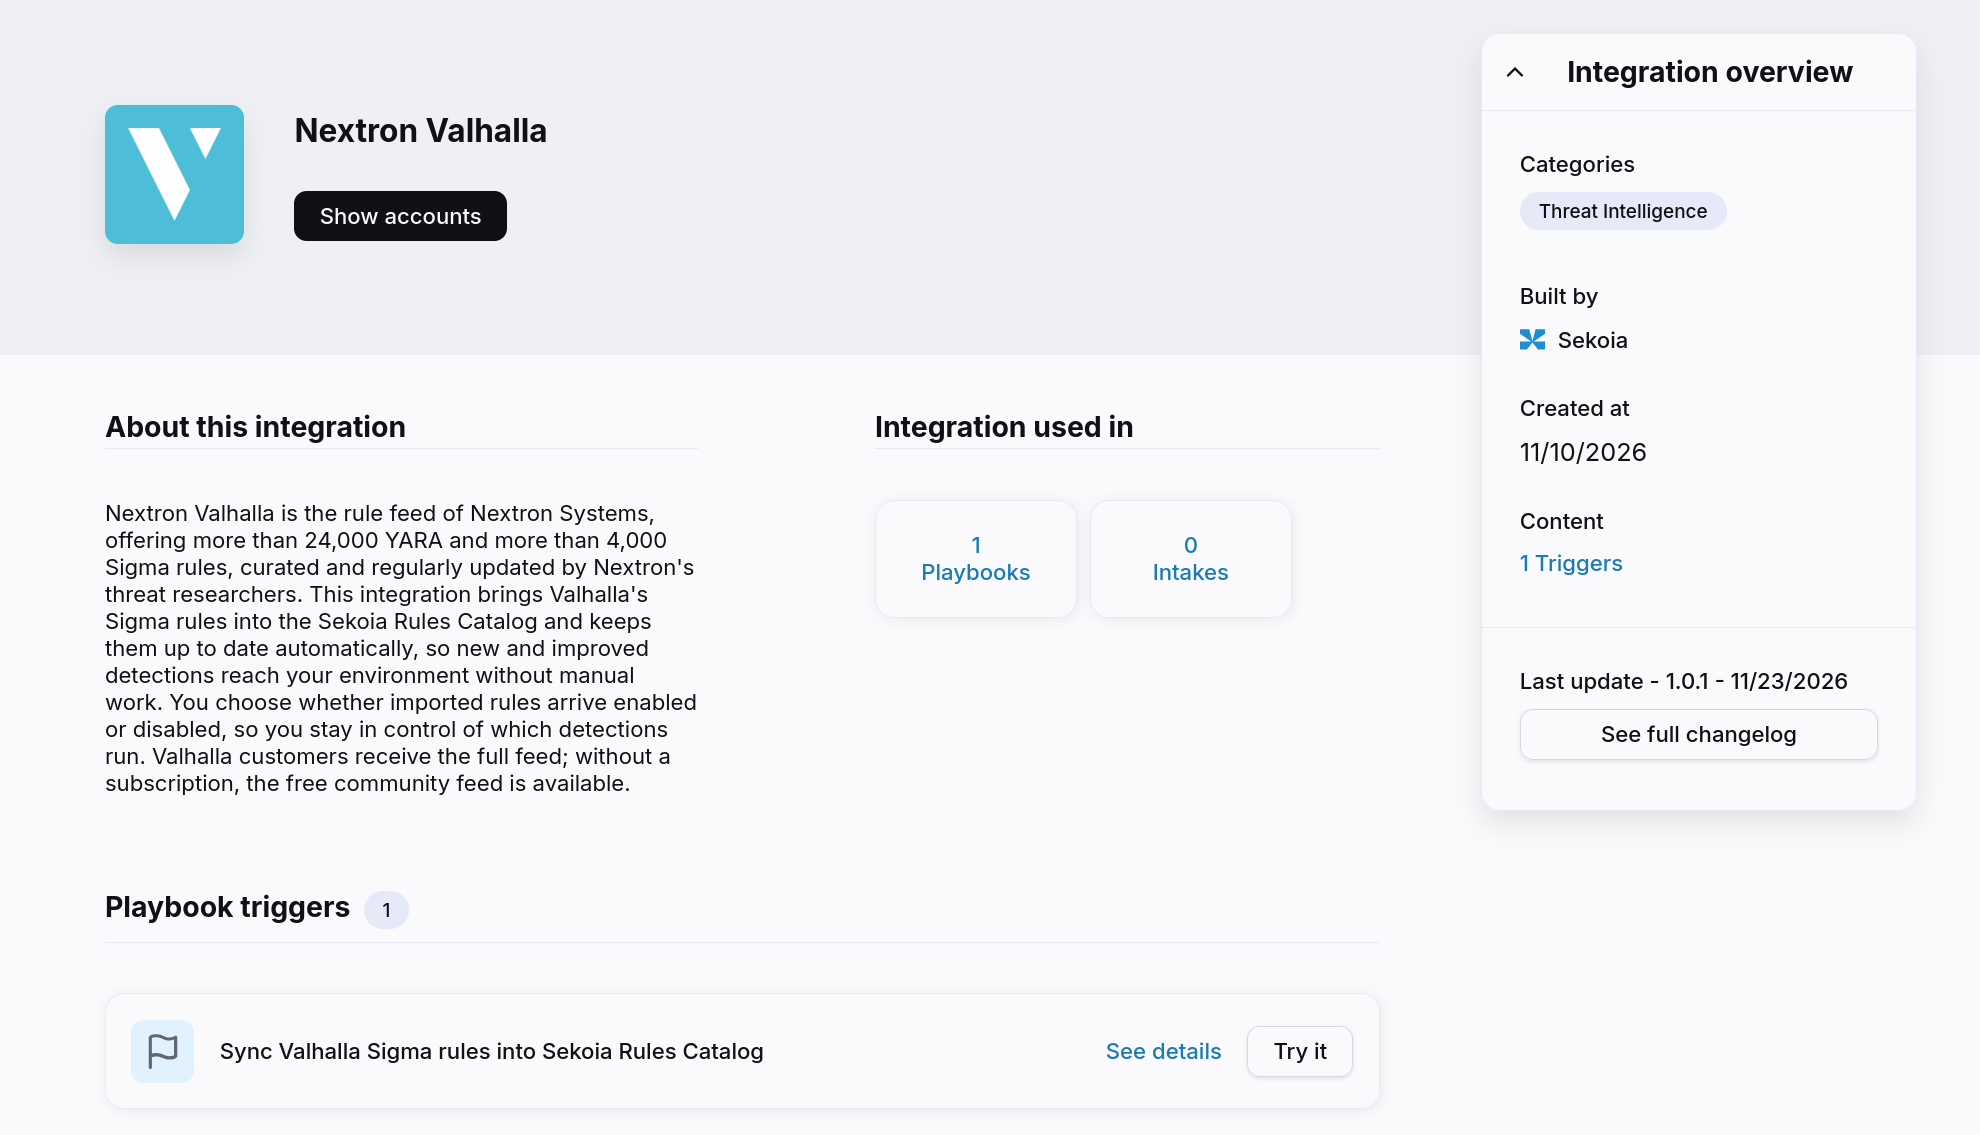 Nextron Valhalla
Show accounts
About this integration
Nextron Valhalla is the rule feed of Nextron Systems,
offering more than 24,000 YARA and more than 4,000
Sigma rules, curated and regularly updated by Nextron's
threat researchers. This integration brings Valhalla's
Sigma rules into the Sekoia Rules Catalog and keeps
them up to date automatically, so new and improved
detections reach your environment without manual
work. You choose whether imported rules arrive enabled
or disabled, so you stay in control of which detections
run. Valhalla customers receive the full feed; without a
subscription, the free community feed is available.
Integration used in
1
Playbooks
0
Intakes
Playbook triggers 1
Sync Valhalla Sigma rules into Sekoia Rules Catalog
See details
Try it
Integration overview
Categories
Threat Intelligence
Built by
Sekoia
Created at
11/10/2026
Content
1 Triggers
Last update - 1.0.1 - 11/23/2026
See full changelog